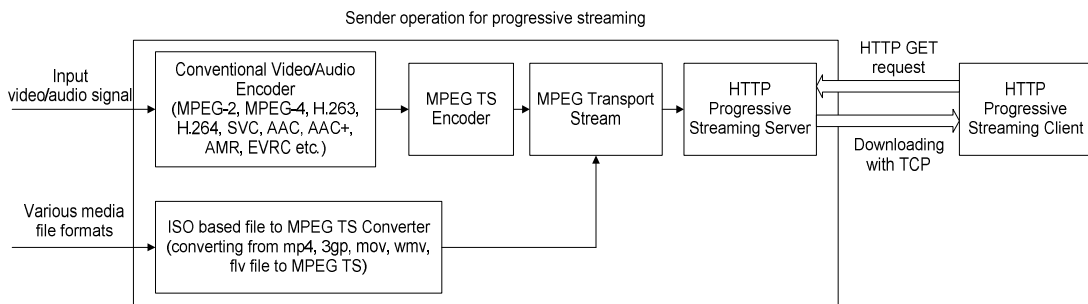 Sender operation for progressive streaming
Input
video/audio signal
Conventional Video/Audio
Encoder
(MPEG-2, MPEG-4, H.263,
H.264, SVC, AAC, AAC+,
AMR, EVRC etc.)
MPEG TS
Encoder
MPEG Transport
Stream
HTTP
Progressive
Streaming Server
HTTP GET
request
Downloading
with TCP
HTTP
Progressive
Streaming Client
Various media
file formats
ISO based file to MPEG TS Converter
(converting from mp4, 3gp, mov, wmv,
flv file to MPEG TS)